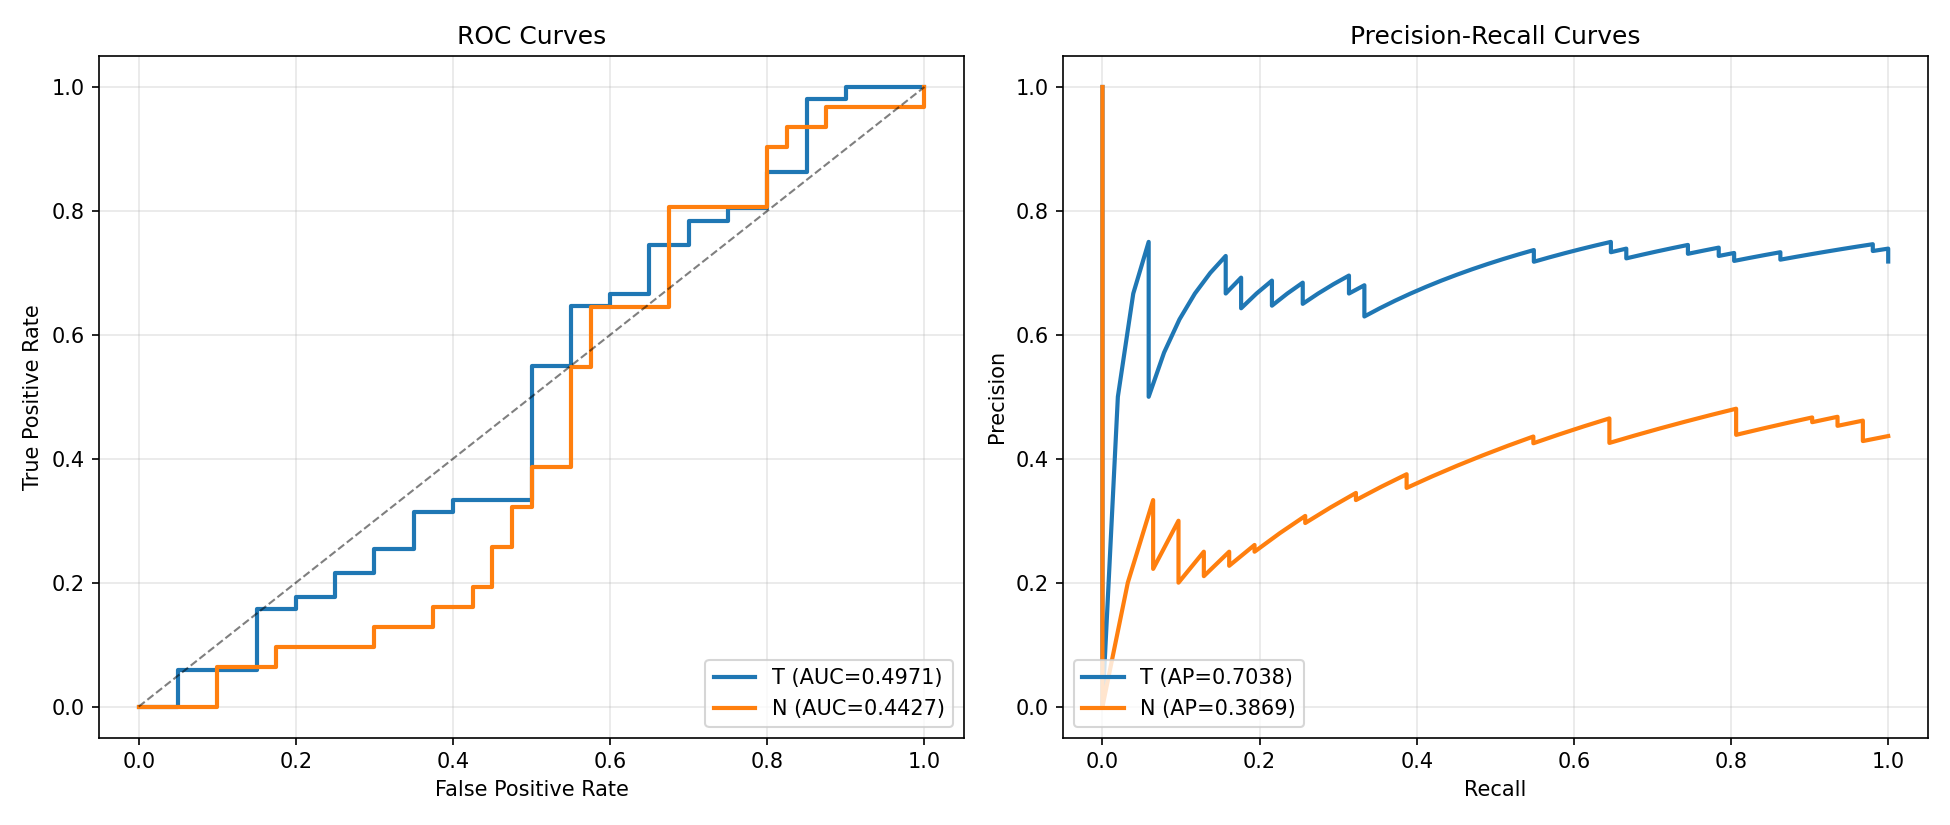 ROC Curves
True Positive Rate
1.0
0.8
0.6
0.4
0.2
0.0
T (AUC=0.4971)
N (AUC=0.4427)
0.0 0.2 0.4 0.6 0.8 1.0
False Positive Rate
Precision-Recall Curves
Precision
1.0
0.8
0.6
0.4
0.2
0.0
T (AP=0.7038)
N (AP=0.3869)
0.0 0.2 0.4 0.6 0.8 1.0
Recall